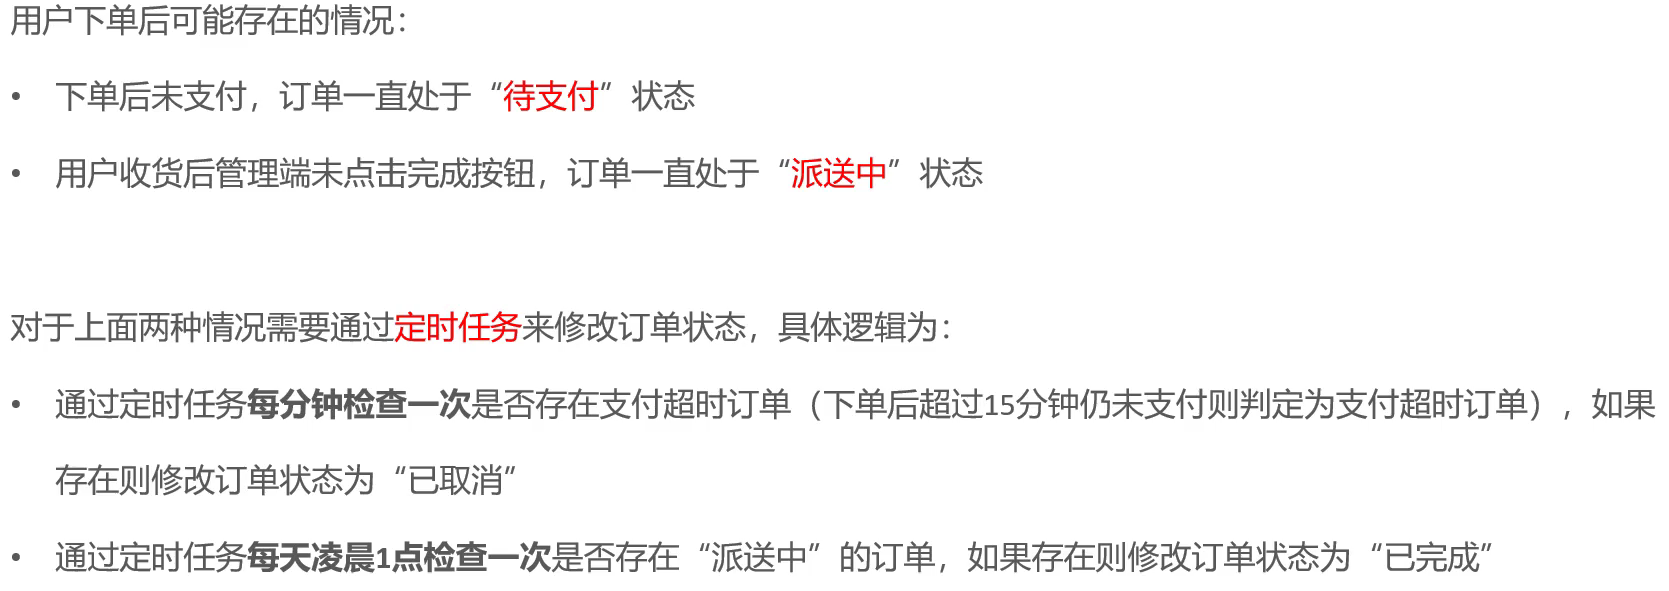 用户下单后可能存在的情况：
• 下单后未支付，订单一直处于“待支付”状态
• 用户收货后管理端未点击完成按钮，订单一直处于“派送中”状态
对于上面两种情况需要通过定时任务来修改订单状态，具体逻辑为：
• 通过定时任务每分钟检查一次是否存在支付超时订单（下单后超过15分钟仍未支付则判定为支付超时订单），如果
存在则修改订单状态为“已取消”
• 通过定时任务每天凌晨1点检查一次是否存在“派送中”的订单，如果存在则修改订单状态为“已完成”